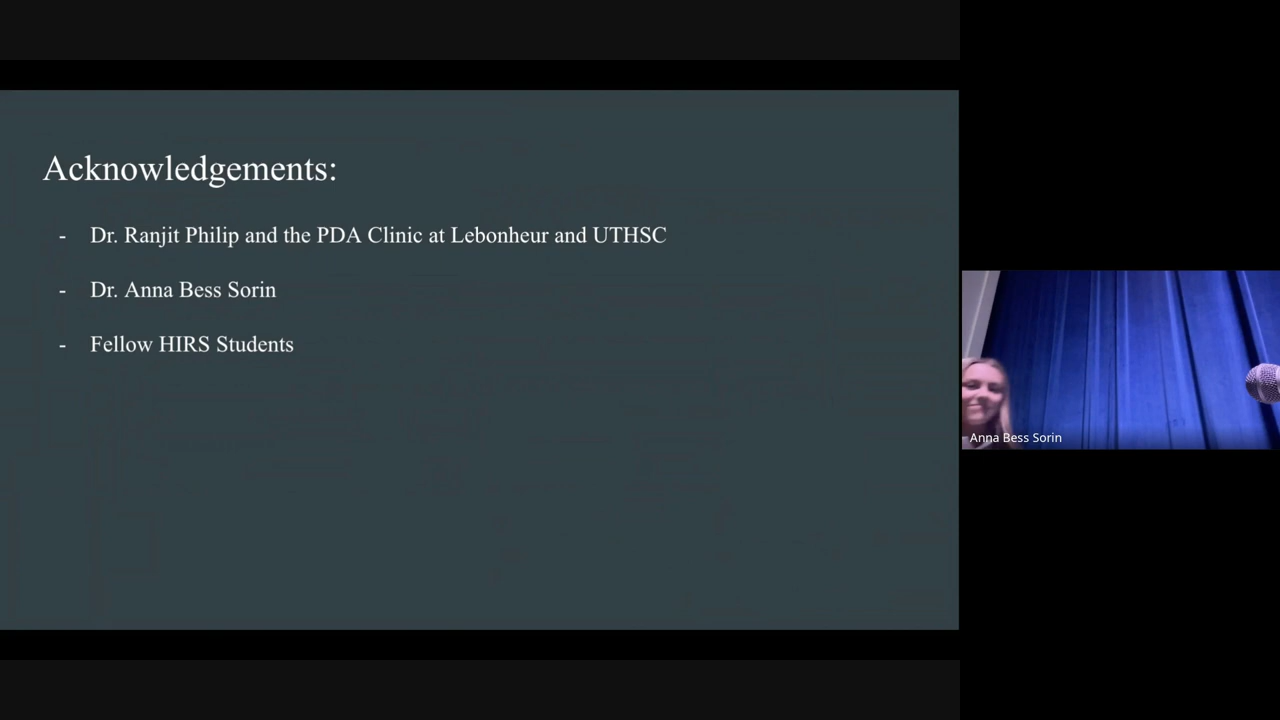 Acknowledgements:
- Dr. Ranjit Philip and the PDA Clinic at Lebonheur and UTHSC
- Dr. Anna Bess Sorin
- Fellow HIRS Students
Anna Bess Sorin